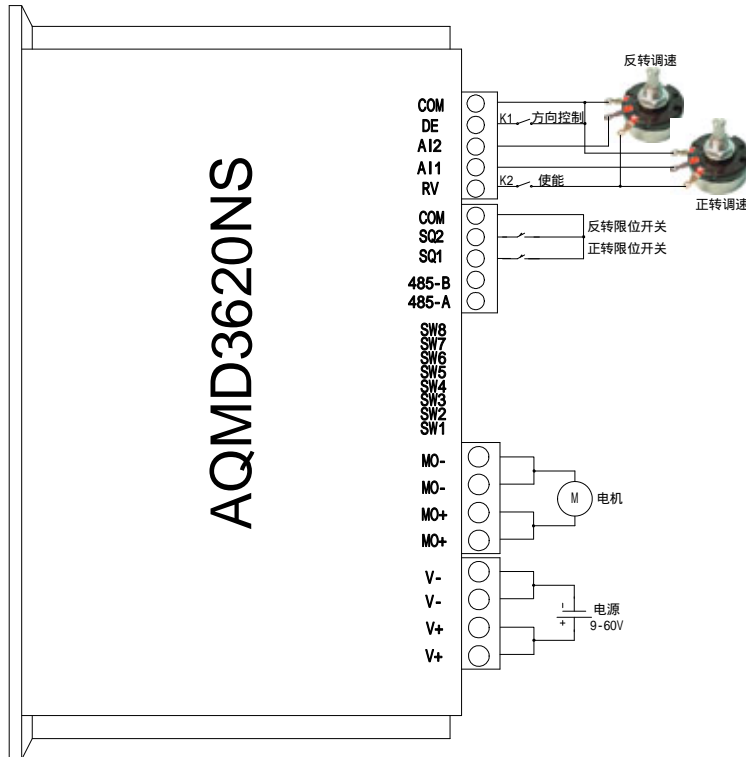 AQMD3620NS
反转调速
正转调速
COM
DE
AI2
AI1
RV
K1
方向控制
K2
使能
COM
SQ2
SQ1
485-B
485-A
反转限位开关
正转限位开关
SW8
SW7
SW6
SW5
SW4
SW3
SW2
SW1
MO-
MO-
MO+
MO+
M
电机
V-
V-
V+
V+
-
+
电源
9-60V